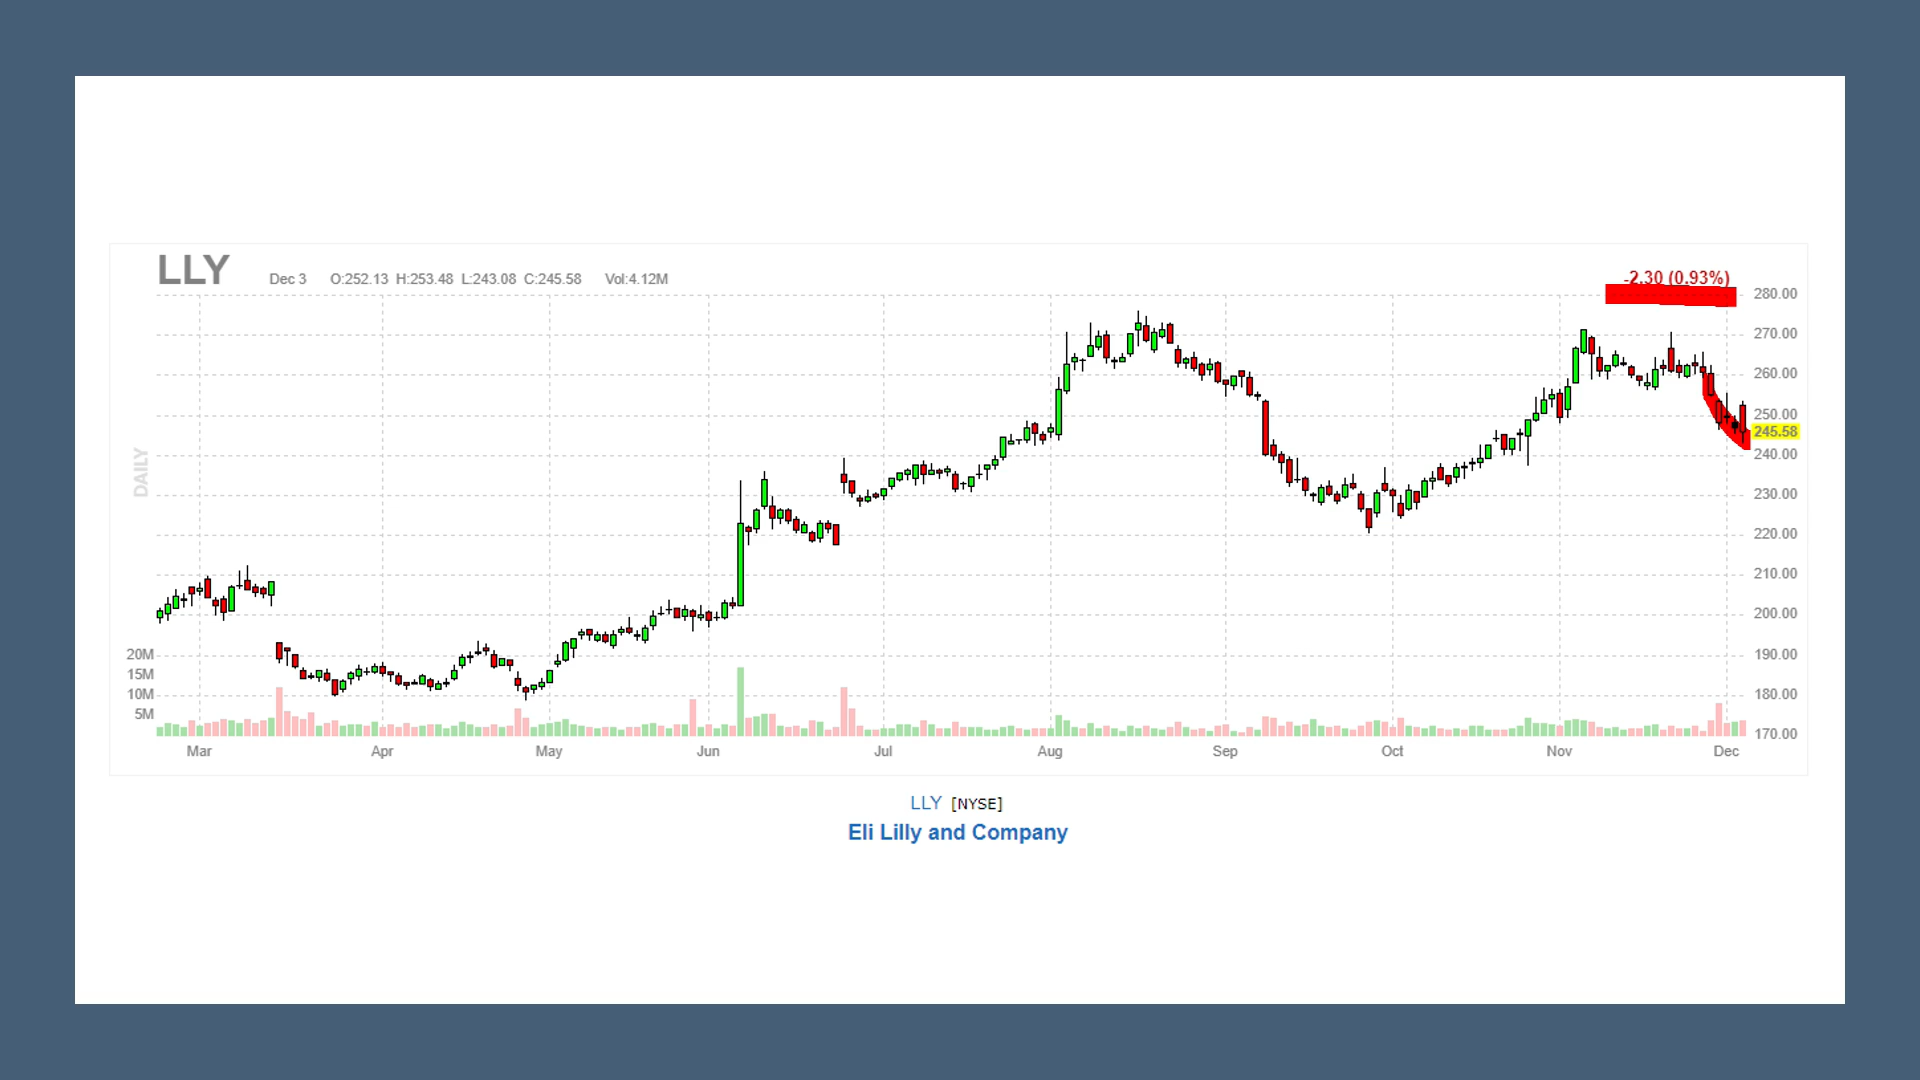 LLY Dec 3 O:252.13 H:253.48 L:243.08 C:245.58 Vol:4.12M
-2.30 (0.93%)
280.00
270.00
260.00
250.00
245.58
240.00
230.00
220.00
210.00
200.00
190.00
180.00
170.00
DAILY
20M
15M
10M
5M
Mar Apr May Jun Jul Aug Sep Oct Nov Dec
LLY [NYSE]
Eli Lilly and Company